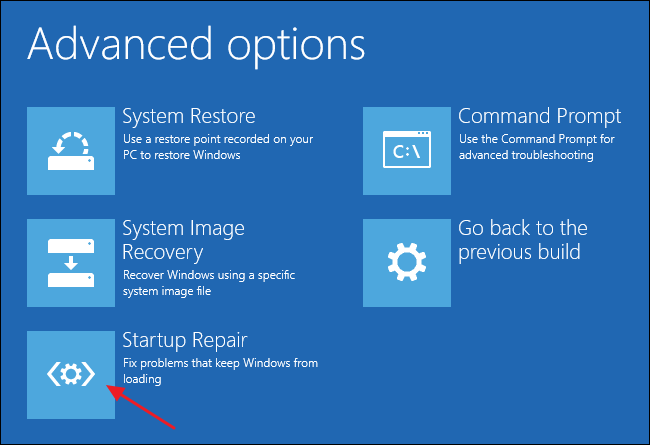 Advanced options
System Restore
Use a restore point recorded on your
PC to restore Windows
System Image
Recovery
Recover Windows using a specific
system image file
Startup Repair
Fix problems that keep Windows from
loading
C:\
Command Prompt
Use the Command Prompt for
advanced troubleshooting
Go back to the
previous build